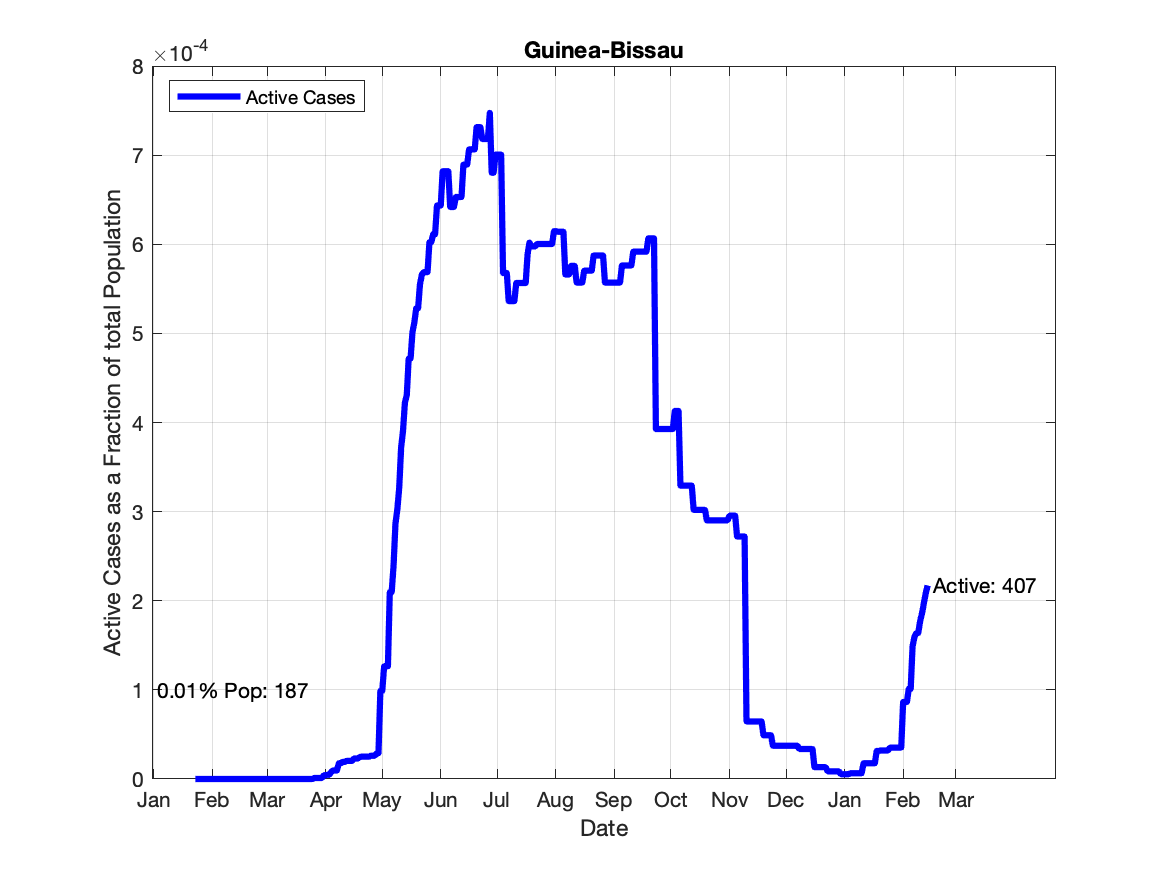 Guinea-Bissau
×10-4
Active Cases
8
7
6
5
4
3
2
1
0
Active Cases as a Fraction of total Population
0.01% Pop: 187
Active: 407
Jan Feb Mar Apr May Jun Jul Aug Sep Oct Nov Dec Jan Feb Mar
Date